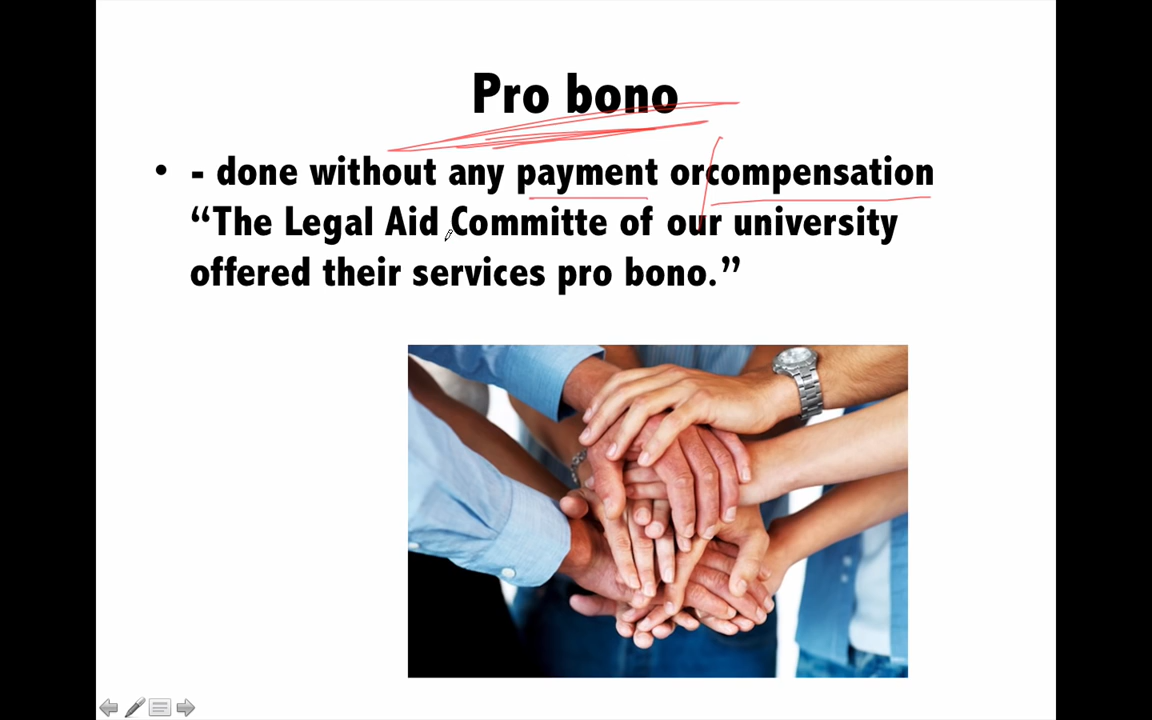 Pro bono
• - done without any payment orcompensation
“The Legal Aid Committe of our university
offered their services pro bono.”